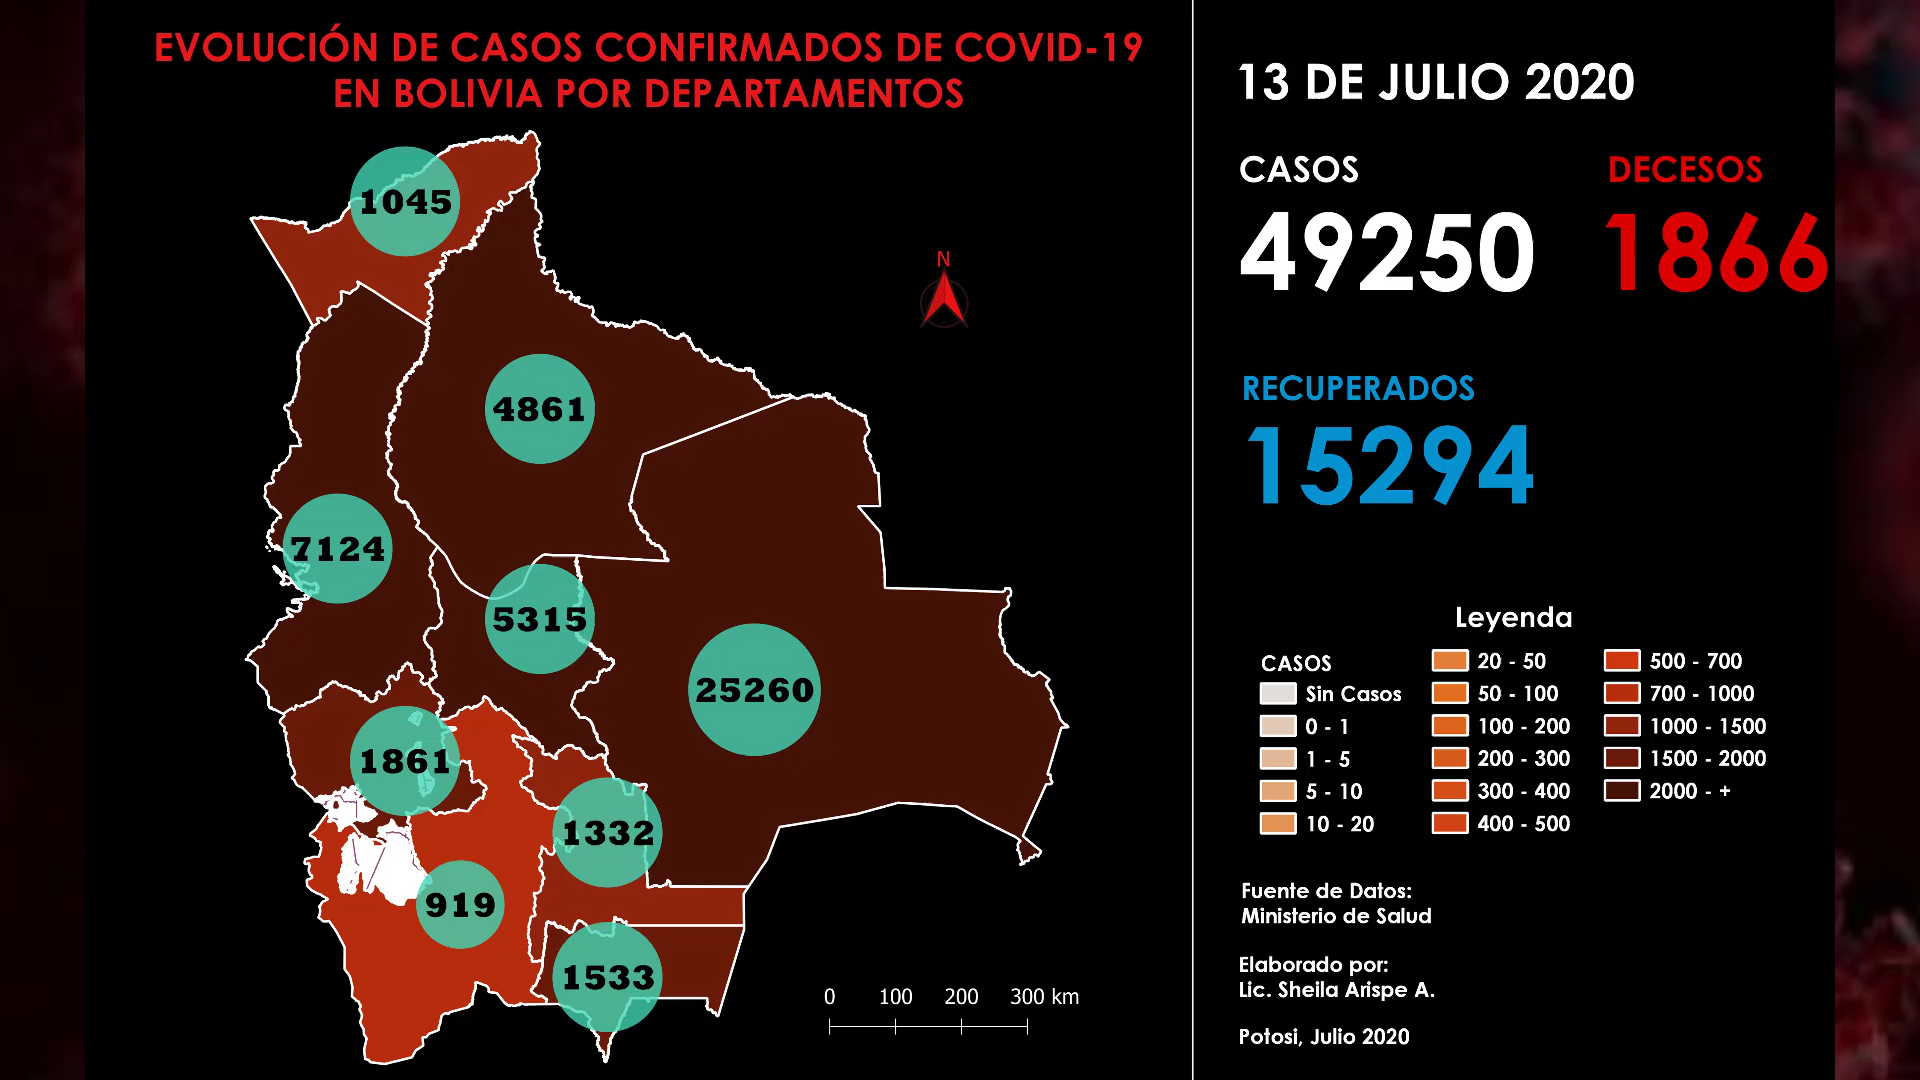 EVOLUCIÓN DE CASOS CONFIRMADOS DE COVID-19
EN BOLIVIA POR DEPARTAMENTOS
1045
N
4861
7124
5315
25260
1861
1332
919
1533
0 100 200 300 km
13 DE JULIO 2020
CASOS DECESOS
49250 1866
RECUPERADOS
15294
Leyenda
CASOS
Sin Casos
0 - 1
1 - 5
5 - 10
10 - 20
20 - 50
50 - 100
100 - 200
200 - 300
300 - 400
400 - 500
500 - 700
700 - 1000
1000 - 1500
1500 - 2000
2000 - +
Fuente de Datos:
Ministerio de Salud
Elaborado por:
Lic. Sheila Arispe A.
Potosi, Julio 2020